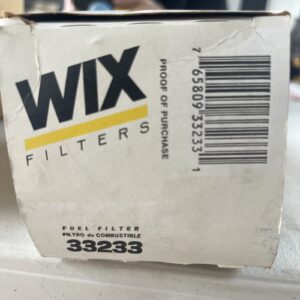 WIX
FILTERS
PROOF OF PURCHASE
7 65809 33233 1
FUEL FILTER
FILTRO de COMBUSTIBLE
33233